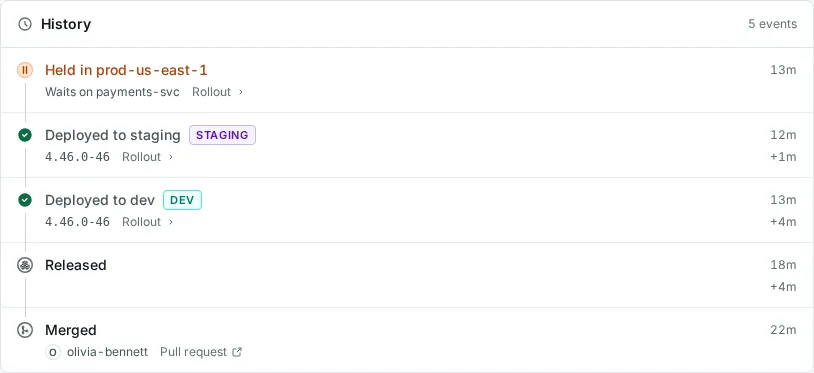 History 5 events
Held in prod-us-east-1 13m
Waits on payments-svc Rollout
Deployed to staging STAGING 12m
4.46.0-46 Rollout +1m
Deployed to dev DEV 13m
4.46.0-46 Rollout +4m
Released 18m
+4m
Merged 22m
O olivia-bennett Pull request